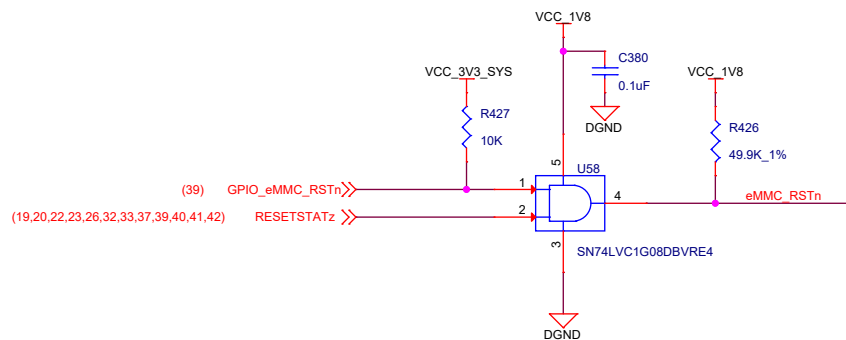 VCC_1V8
C380
0.1uF
DGND
VCC_3V3_SYS
R427
10K
VCC_1V8
R426
49.9K_1%
5
U58
(39) GPIO_eMMC_RSTn
1
4
eMMC_RSTn
(19,20,22,23,26,32,33,37,39,40,41,42) RESETSTATz
2
3
SN74LVC1G08DBVRE4
DGND